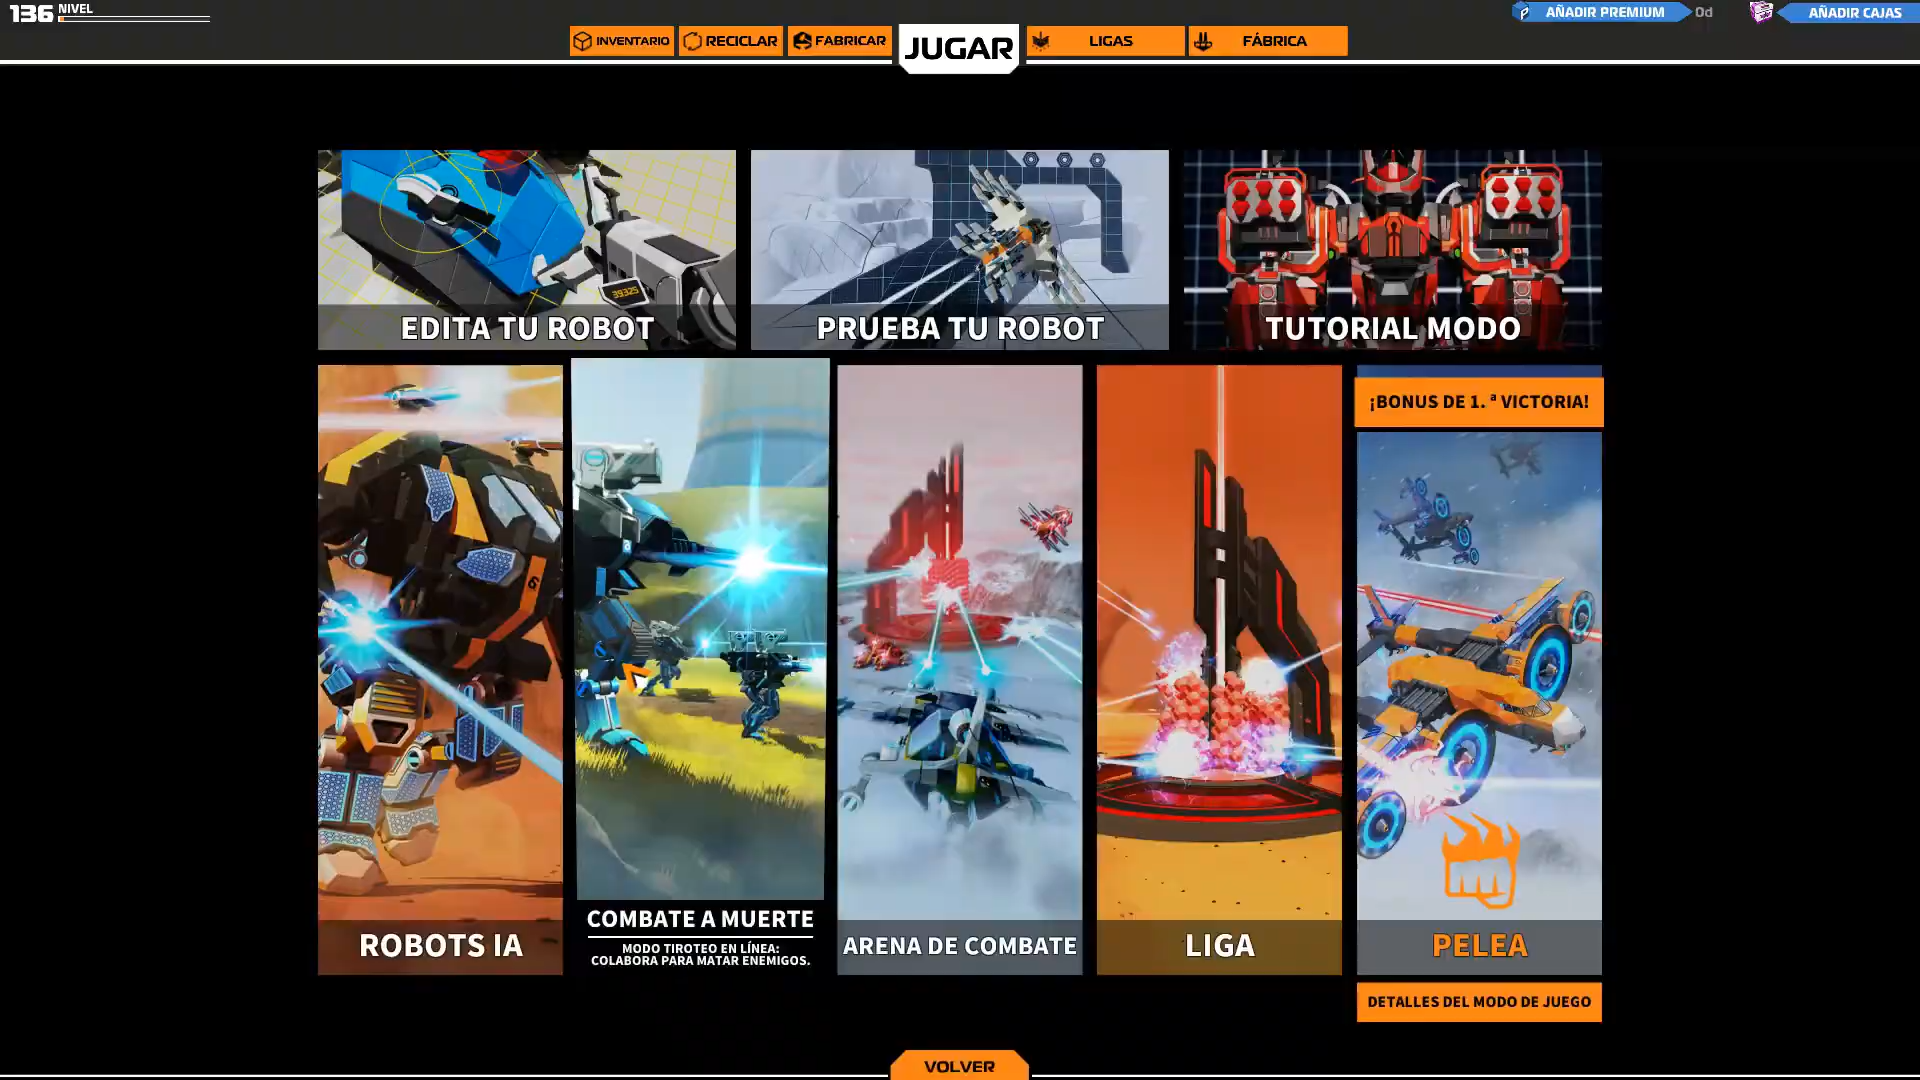 136 NIVEL
AÑADIR PREMIUM 0d AÑADIR CAJAS
INVENTARIO RECICLAR FABRICAR JUGAR LIGAS FÁBRICA
39325
EDITA TU ROBOT
PRUEBA TU ROBOT
TUTORIAL MODO
¡BONUS DE 1. ª VICTORIA!
6
ROBOTS IA
COMBATE A MUERTE
MODO TIROTEO EN LÍNEA:
COLABORA PARA MATAR ENEMIGOS.
ARENA DE COMBATE
LIGA
PELEA
DETALLES DEL MODO DE JUEGO
VOLVER